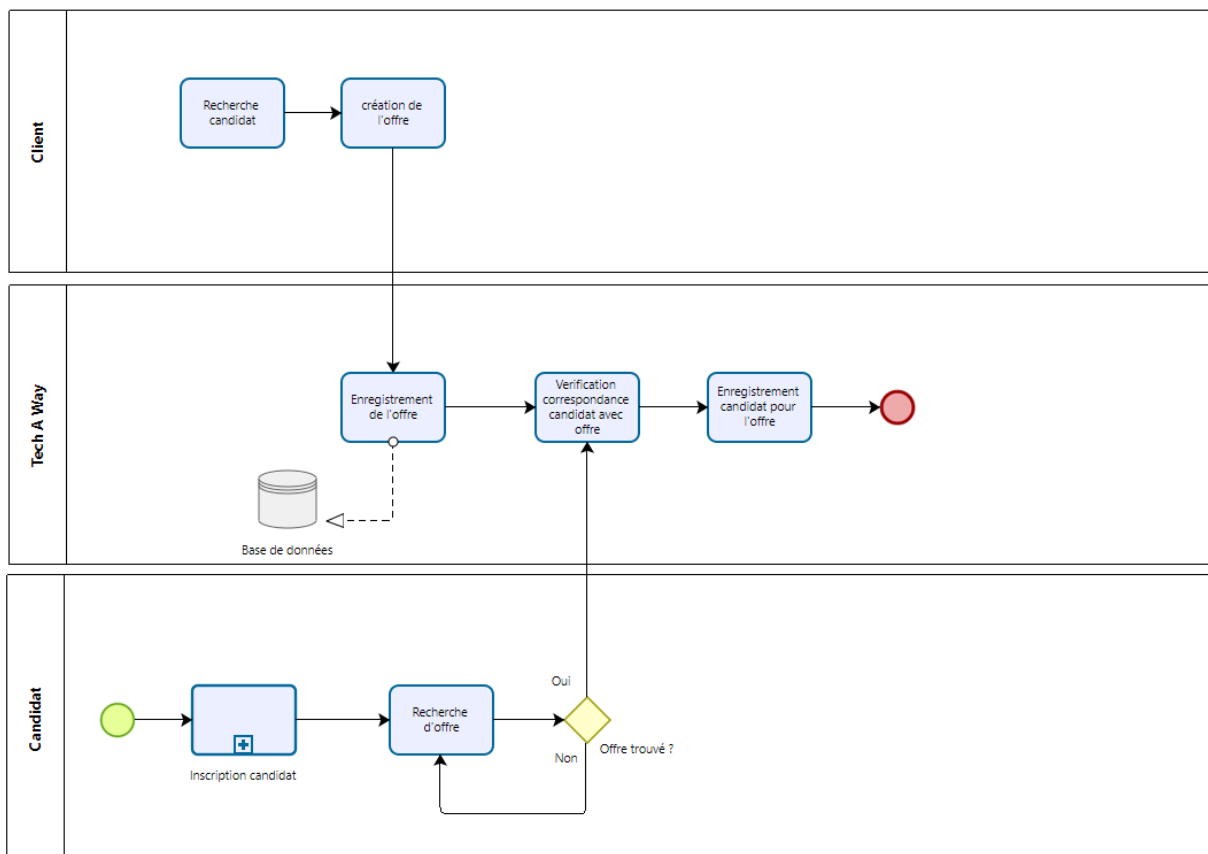 Client
Recherche
candidat
création de
l'offre
Tech A Way
Enregistrement
de l'offre
Verification
correspondance
candidat avec
offre
Enregistrement
candidat pour
l'offre
Base de données
Candidat
Inscription candidat
Recherche
d'offre
Oui
Non
Offre trouvé ?